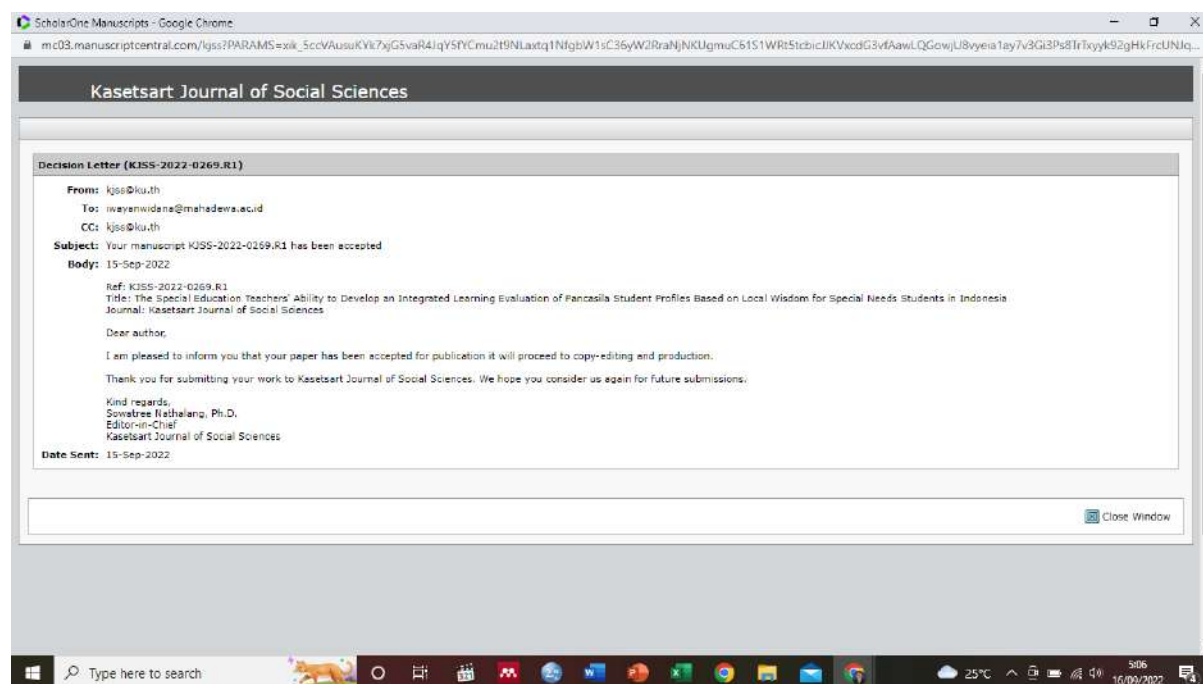 ScholarOne Manuscripts - Google Chrome
Kasetsart Journal of Social Sciences
Decision Letter (KJSS-2022-0269.R1)
From: kjss@ku.th
To: iwayanwidana@mahadewa.ac.id
CC: kjss@ku.th
Subject: Your manuscript KJSS-2022-0269.R1 has been accepted
Body: 15-Sep-2022
Ref: KJSS-2022-0269.R1
Title: The Special Education Teachers' Ability to Develop an Integrated Learning Evaluation of Pancasila Student Profiles Based on Local Wisdom for Special Needs Students in Indonesia
Journal: Kasetsart Journal of Social Sciences
Dear author,
I am pleased to inform you that your paper has been accepted for publication it will proceed to copy-editing and production.
Thank you for submitting your work to Kasetsart Journal of Social Sciences. We hope you consider us again for future submissions.
Kind regards,
Sowatree Nathalang, Ph.D.
Editor-in-Chief
Kasetsart Journal of Social Sciences
Date Sent: 15-Sep-2022
Close Window
Type here to search
25°C
5:06
16/09/2022